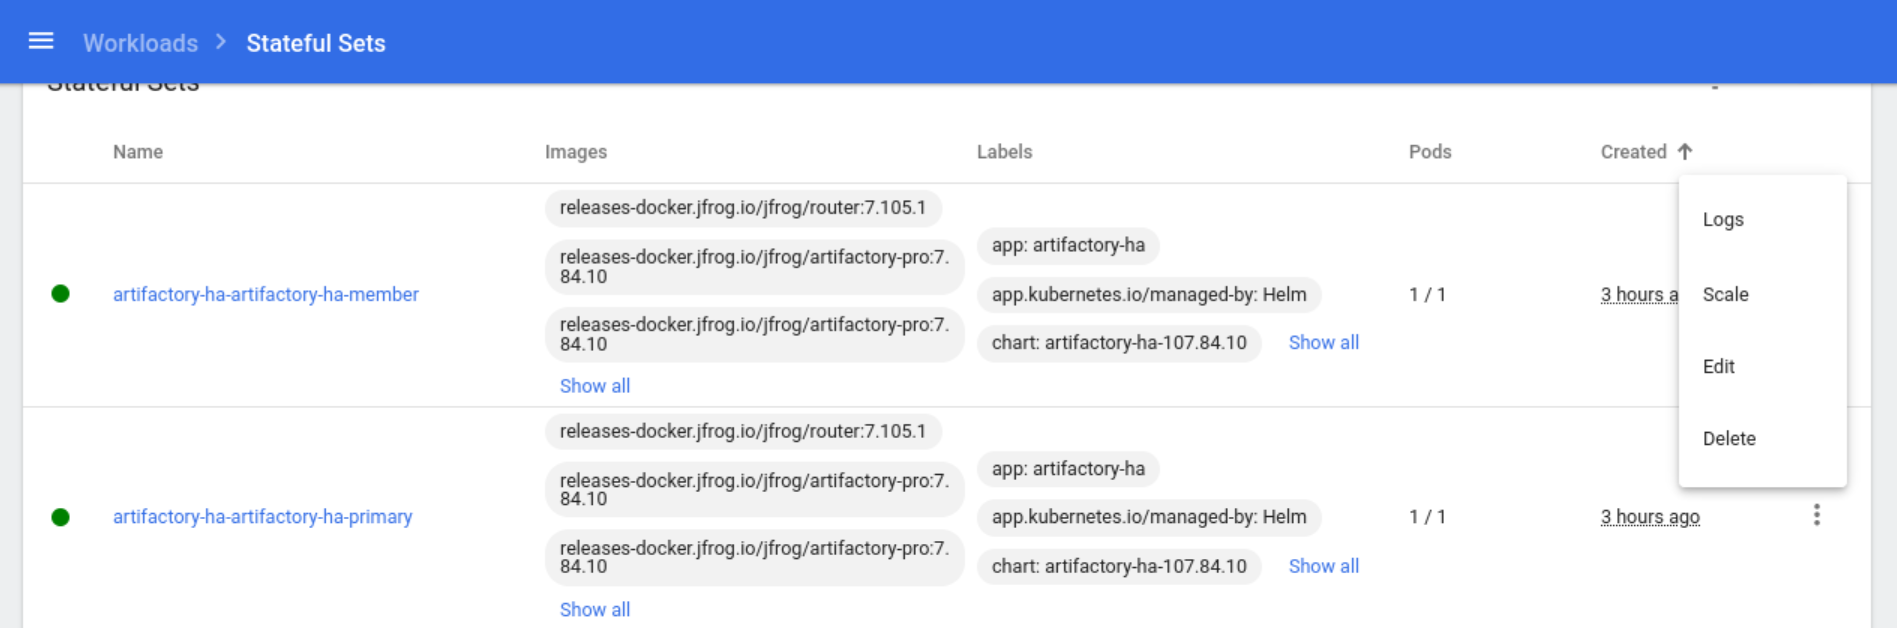 Workloads > Stateful Sets
Stateful Sets
Name Images Labels Pods Created
releases-docker.jfrog.io/jfrog/router:7.105.1
releases-docker.jfrog.io/jfrog/artifactory-pro:7.
84.10
releases-docker.jfrog.io/jfrog/artifactory-pro:7.
84.10
Show all
artifactory-ha-artifactory-ha-member
app: artifactory-ha
app.kubernetes.io/managed-by: Helm
chart: artifactory-ha-107.84.10 Show all
1 / 1
3 hours a
Logs
Scale
Edit
Delete
releases-docker.jfrog.io/jfrog/router:7.105.1
releases-docker.jfrog.io/jfrog/artifactory-pro:7.
84.10
releases-docker.jfrog.io/jfrog/artifactory-pro:7.
84.10
Show all
artifactory-ha-artifactory-ha-primary
app: artifactory-ha
app.kubernetes.io/managed-by: Helm
chart: artifactory-ha-107.84.10 Show all
1 / 1
3 hours ago